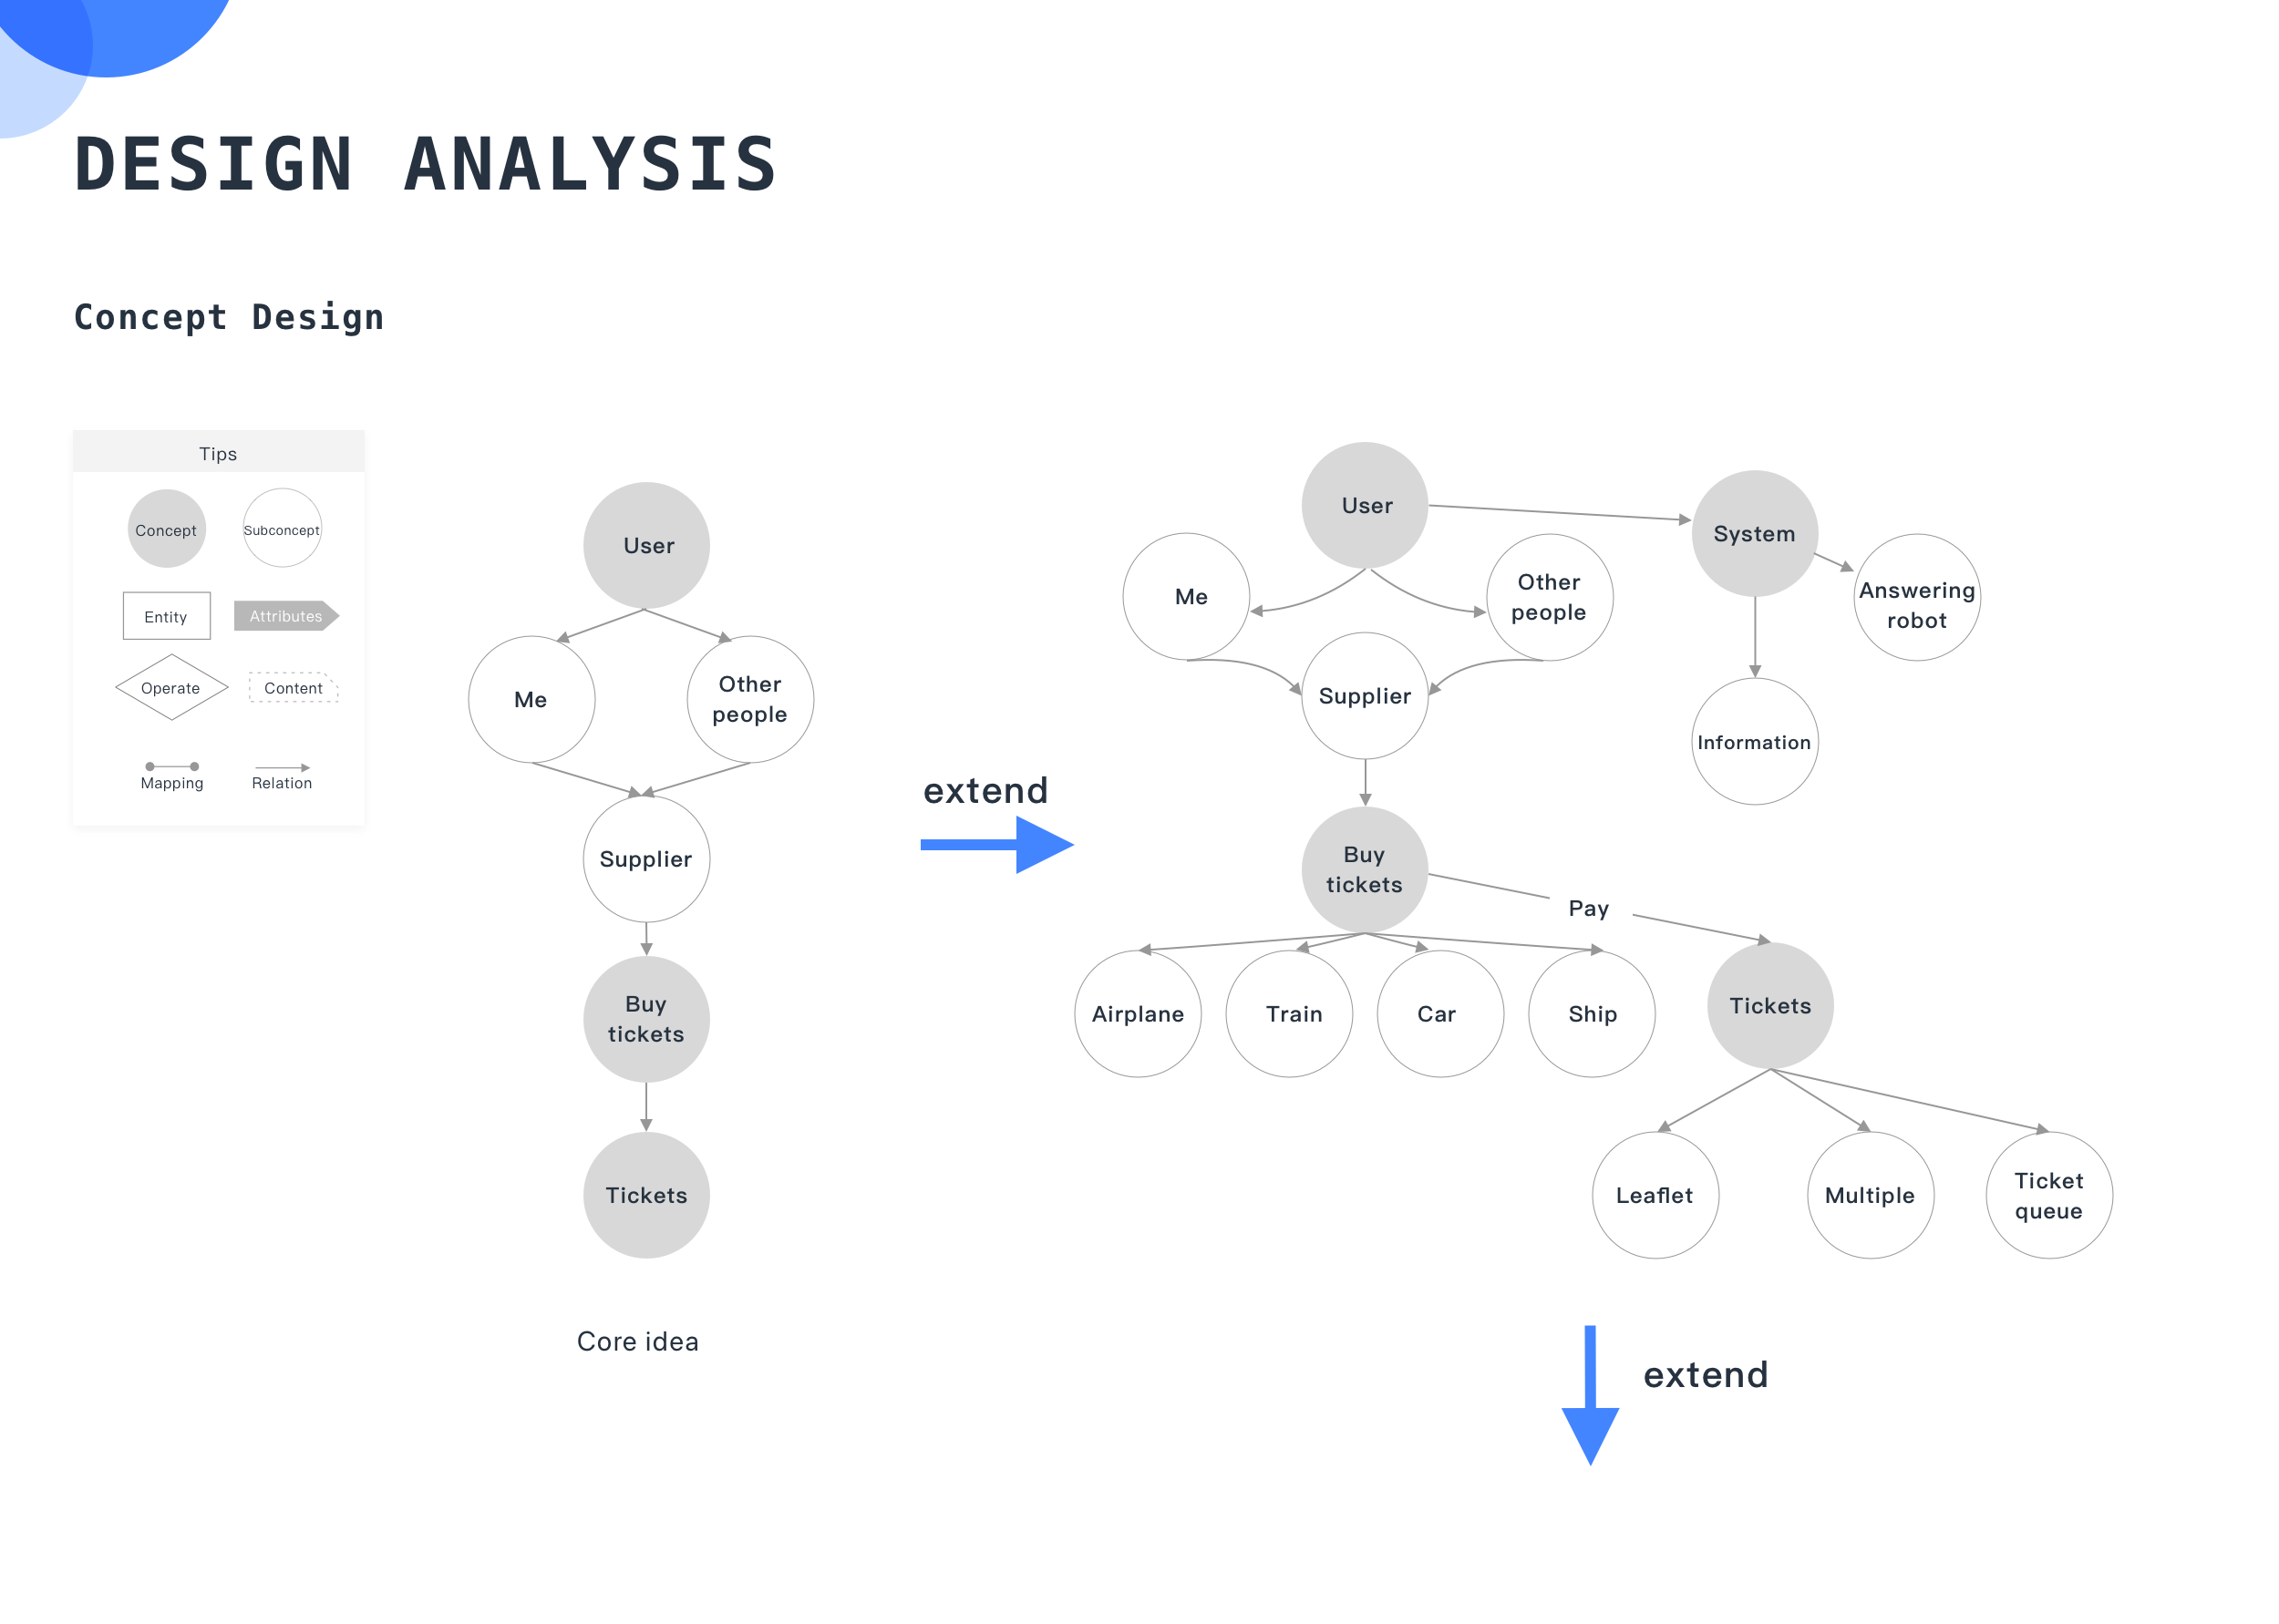 DESIGN ANALYSIS
Concept Design
Tips
Concept
Subconcept
Entity
Attributes
Operate
Content
Mapping
Relation
User
Me
Other
people
Supplier
Buy
tickets
Tickets
Core idea
extend
User
System
Me
Other
people
Answering
robot
Supplier
Information
Buy
tickets
Pay
Airplane
Train
Car
Ship
Tickets
Leaflet
Multiple
Ticket
queue
extend